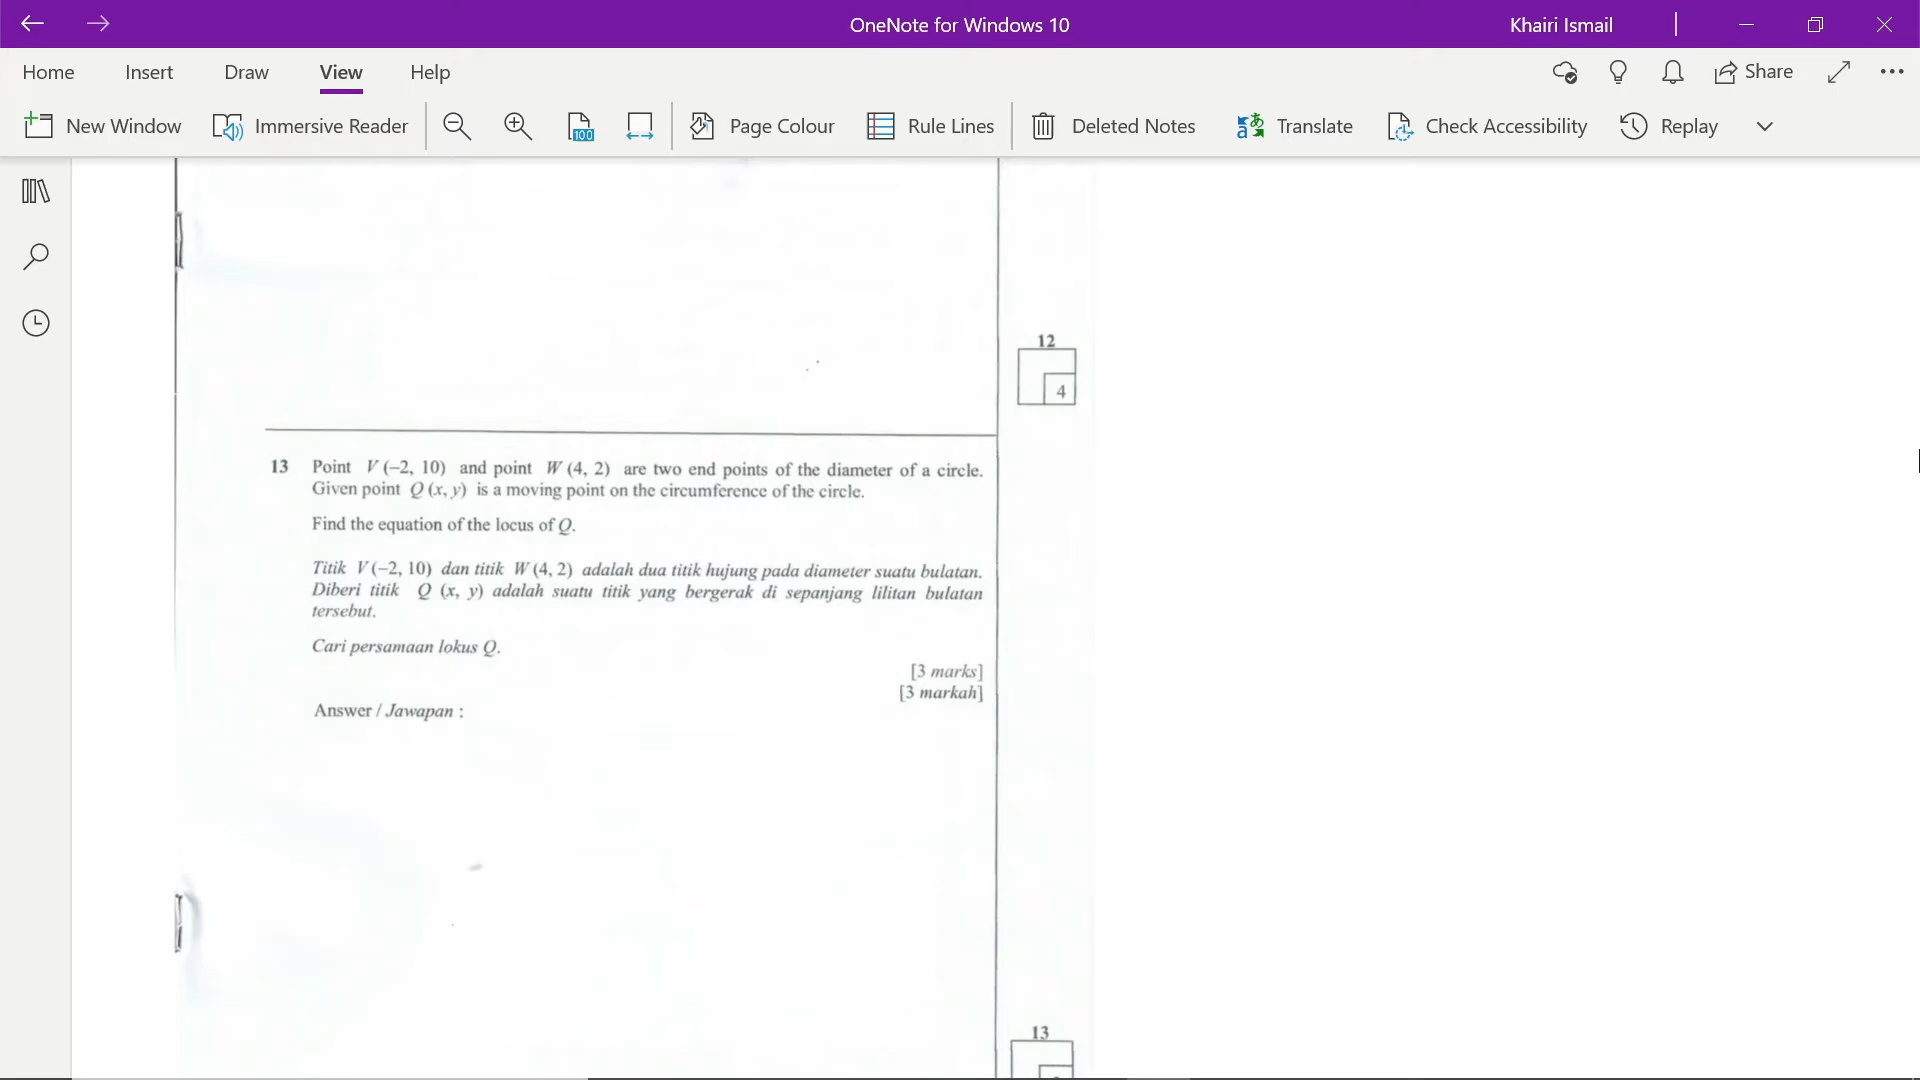 OneNote for Windows 10
Khairi Ismail
Home Insert Draw View Help
Share
New Window Immersive Reader 100 Page Colour Rule Lines Deleted Notes Translate Check Accessibility Replay
12
4
13 Point V (–2, 10) and point W (4, 2) are two end points of the diameter of a circle.
Given point Q (x, y) is a moving point on the circumference of the circle.
Find the equation of the locus of Q.
Titik V (–2, 10) dan titik W (4, 2) adalah dua titik hujung pada diameter suatu bulatan.
Diberi titik Q (x, y) adalah suatu titik yang bergerak di sepanjang lilitan bulatan
tersebut.
Cari persamaan lokus Q.
[3 marks]
[3 markah]
Answer / Jawapan :
13